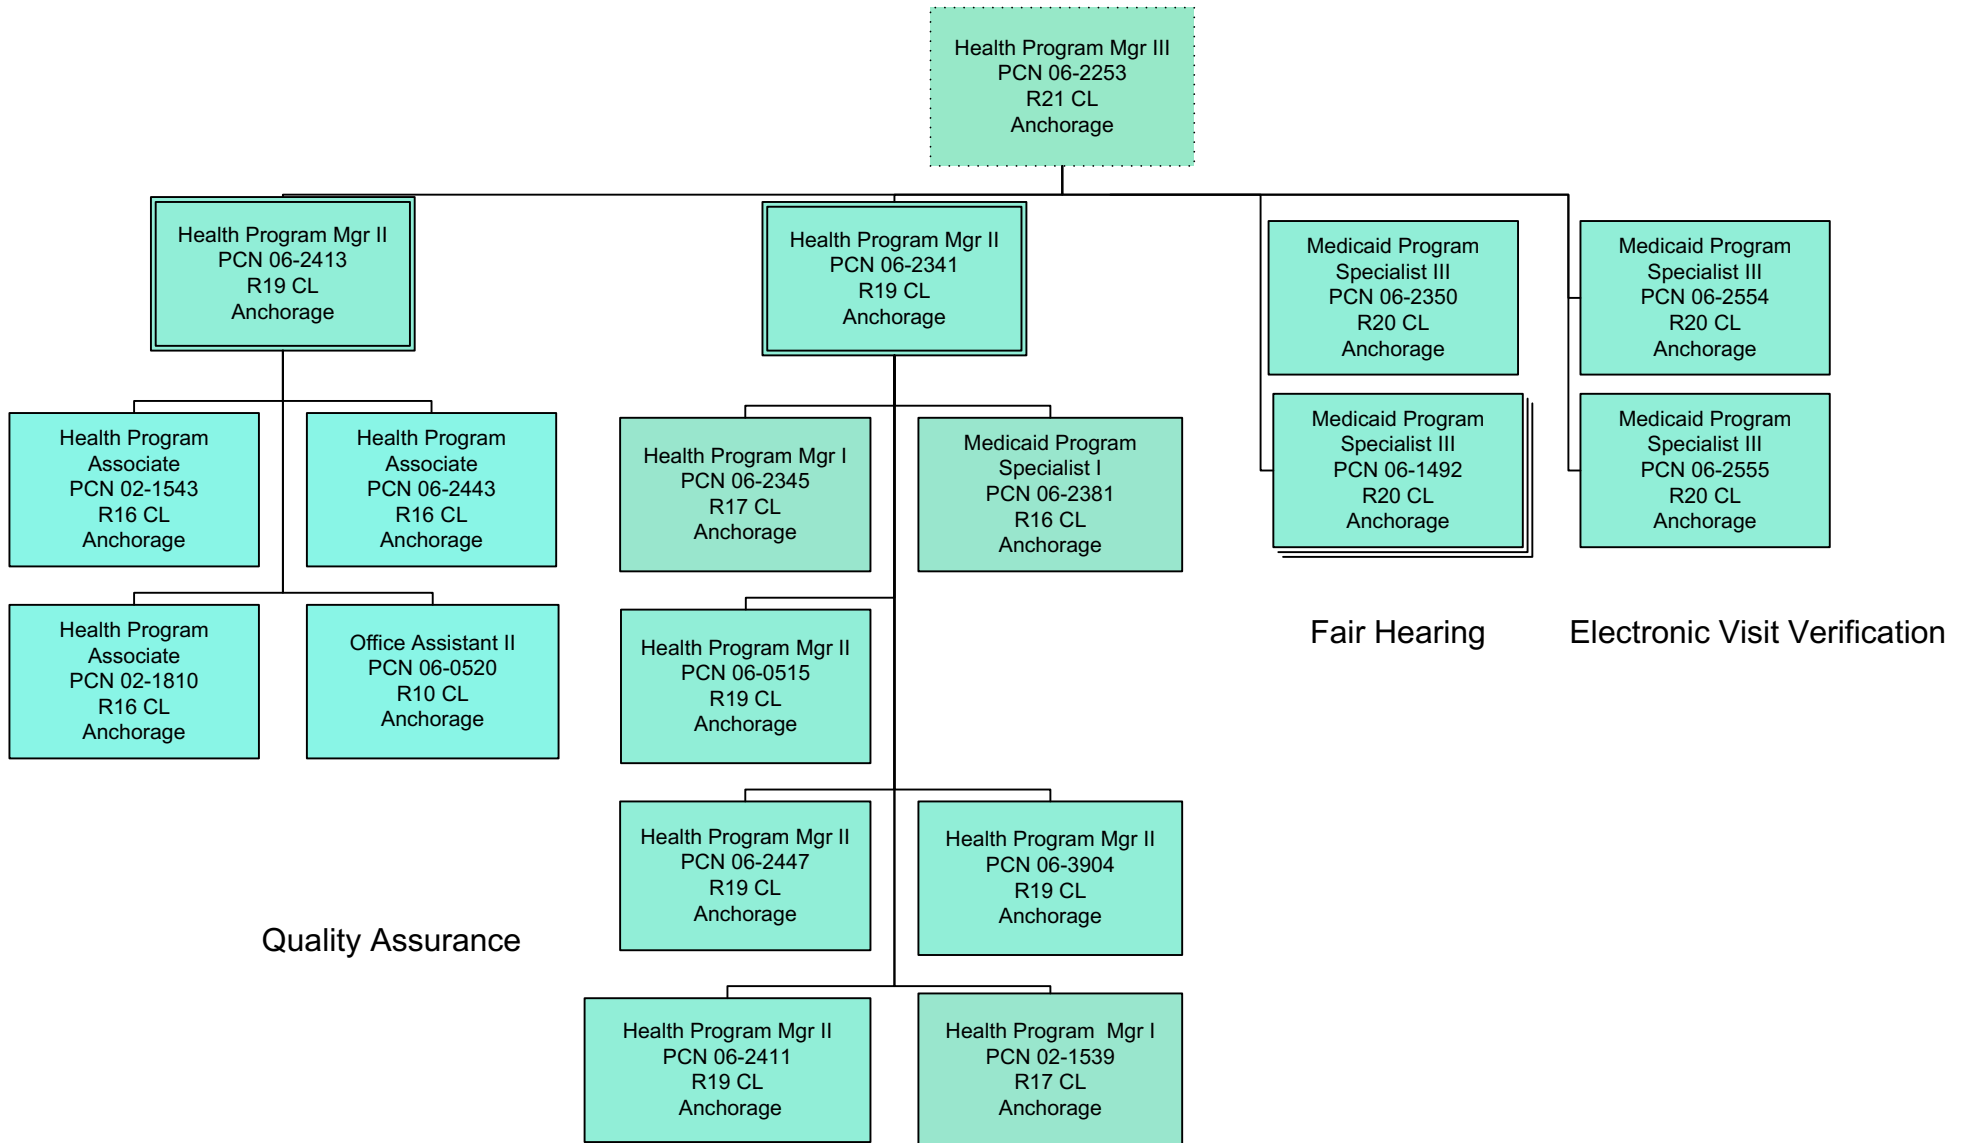 Health Program Mgr III
PCN 06-2253
R21 CL
Anchorage
Health Program Mgr II
PCN 06-2413
R19 CL
Anchorage
Health Program Mgr II
PCN 06-2341
R19 CL
Anchorage
Medicaid Program
Specialist III
PCN 06-2350
R20 CL
Anchorage
Medicaid Program
Specialist III
PCN 06-2554
R20 CL
Anchorage
Health Program
Associate
PCN 02-1543
R16 CL
Anchorage
Health Program
Associate
PCN 06-2443
R16 CL
Anchorage
Health Program Mgr I
PCN 06-2345
R17 CL
Anchorage
Medicaid Program
Specialist I
PCN 06-2381
R16 CL
Anchorage
Medicaid Program
Specialist III
PCN 06-1492
R20 CL
Anchorage
Medicaid Program
Specialist III
PCN 06-2555
R20 CL
Anchorage
Health Program
Associate
PCN 02-1810
R16 CL
Anchorage
Office Assistant II
PCN 06-0520
R10 CL
Anchorage
Health Program Mgr II
PCN 06-0515
R19 CL
Anchorage
Fair Hearing
Electronic Visit Verification
Health Program Mgr II
PCN 06-2447
R19 CL
Anchorage
Health Program Mgr II
PCN 06-3904
R19 CL
Anchorage
Quality Assurance
Health Program Mgr II
PCN 06-2411
R19 CL
Anchorage
Health Program  Mgr I
PCN 02-1539
R17 CL
Anchorage